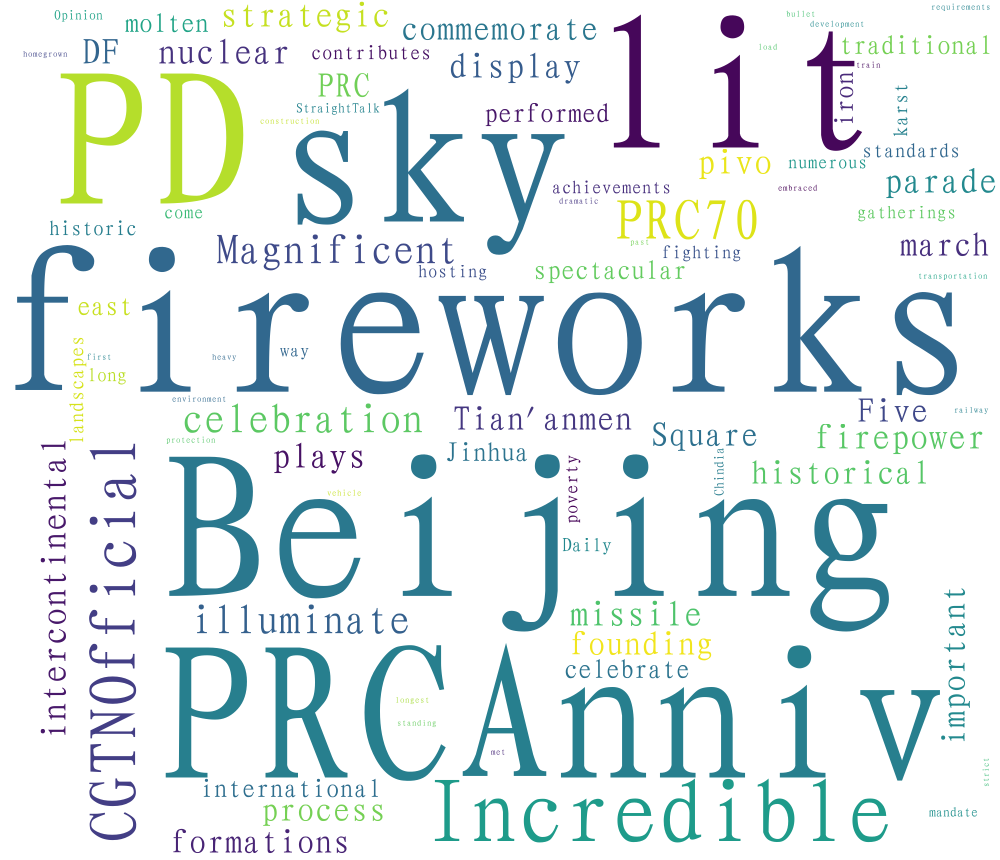 Opinion
molten
strategic
commemorate
requirements
bullet
development
homegrown
DF
nuclear
contributes
display
load
traditional
train
PD
PRC
StraightTalk
construction
sky
performed
lit
iron
karst
pivo
numerous
standards
achievements
dramatic
embraced
parade
historic
come
PRC70
past
gatherings
Magnificent
hosting
spectacular
fighting
march
transportation
fireworks
east
landscapes
first
long
heavy
way
environment
celebration
Tian'anmen
Five
railway
protection
plays
Jinhua
Square
firepower
historical
intercontinental
CGTNOfficial
vehicle
Beijing
poverty
Chindia
Daily
illuminate
missile
founding
celebrate
important
PRCAnniv
longest
standing
met
strict
international
process
Incredible
mandate
formations